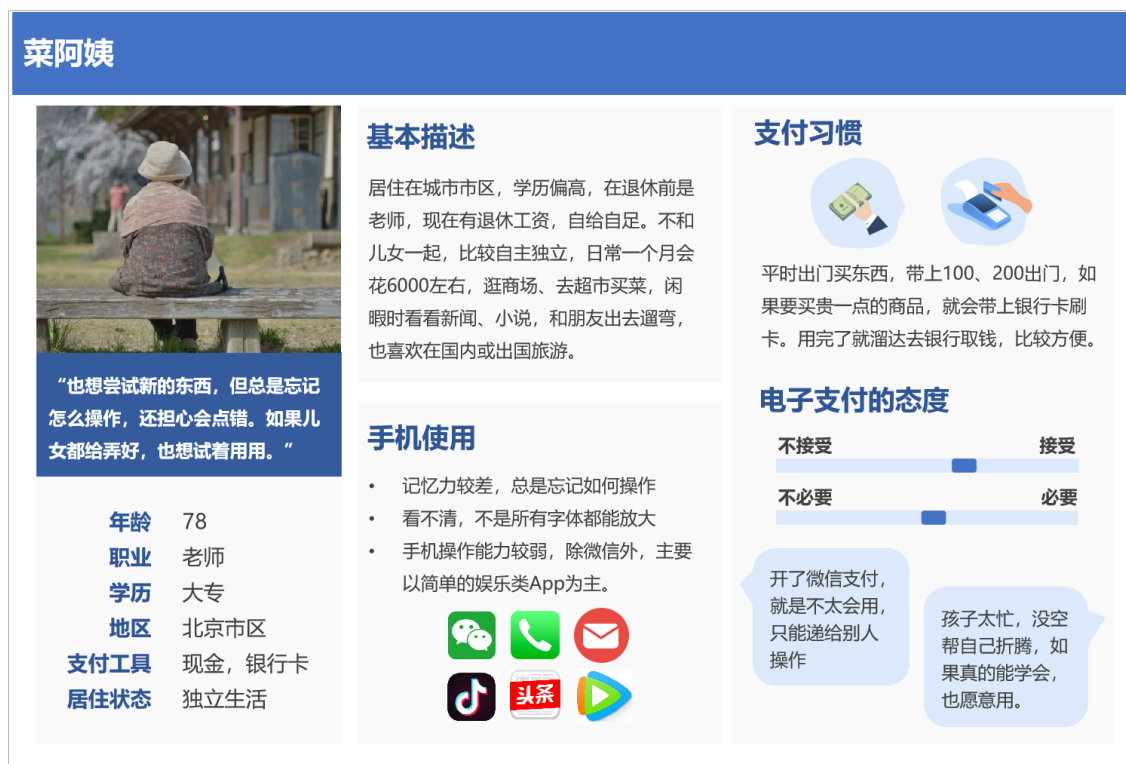 菜阿姨
“也想尝试新的东西，但总是忘记
怎么操作，还担心会点错。如果儿
女都给弄好，也想试着用用。”
年龄 78
职业 老师
学历 大专
地区 北京市区
支付工具 现金，银行卡
居住状态 独立生活
基本描述
居住在城市市区，学历偏高，在退休前是
老师，现在有退休工资，自给自足。不和
儿女一起，比较自主独立，日常一个月会
花6000左右，逛商场、去超市买菜，闲
暇时看看新闻、小说，和朋友出去遛弯，
也喜欢在国内或出国旅游。
手机使用
• 记忆力较差，总是忘记如何操作
• 看不清，不是所有字体都能放大
• 手机操作能力较弱，除微信外，主要
以简单的娱乐类App为主。
头条
支付习惯
平时出门买东西，带上100、200出门，如
果要买贵一点的商品，就会带上银行卡刷
卡。用完了就溜达去银行取钱，比较方便。
电子支付的态度
不接受 接受
不必要 必要
开了微信支付，
就是不太会用，
只能递给别人
操作
孩子太忙，没空
帮自己折腾，如
果真的能学会，
也愿意用。